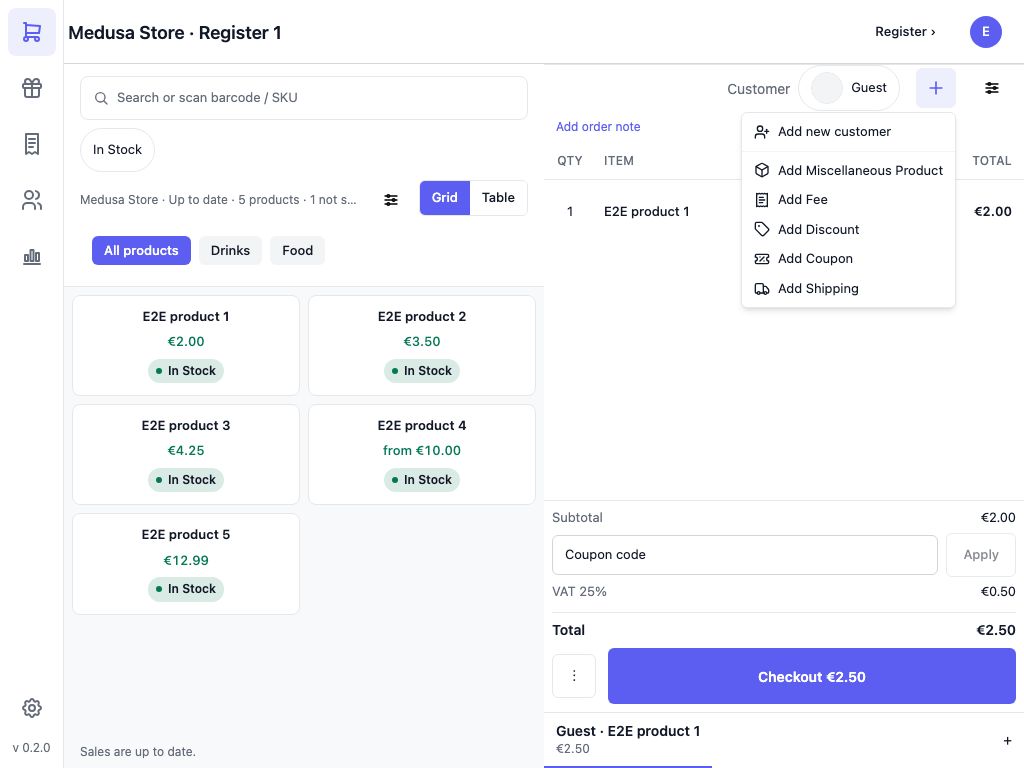 Medusa Store · Register 1
Register ›
E
Search or scan barcode / SKU
In Stock
Medusa Store · Up to date · 5 products · 1 not s...
Grid
Table
All products
Drinks
Food
E2E product 1
€2.00
In Stock
E2E product 2
€3.50
In Stock
E2E product 3
€4.25
In Stock
E2E product 4
from €10.00
In Stock
E2E product 5
€12.99
In Stock
Sales are up to date.
v 0.2.0
Customer
Guest
Add order note
QTY
ITEM
TOTAL
1
E2E product 1
€2.00
Add new customer
Add Miscellaneous Product
Add Fee
Add Discount
Add Coupon
Add Shipping
Subtotal
€2.00
Coupon code
Apply
VAT 25%
€0.50
Total
€2.50
Checkout €2.50
Guest · E2E product 1
€2.50
+